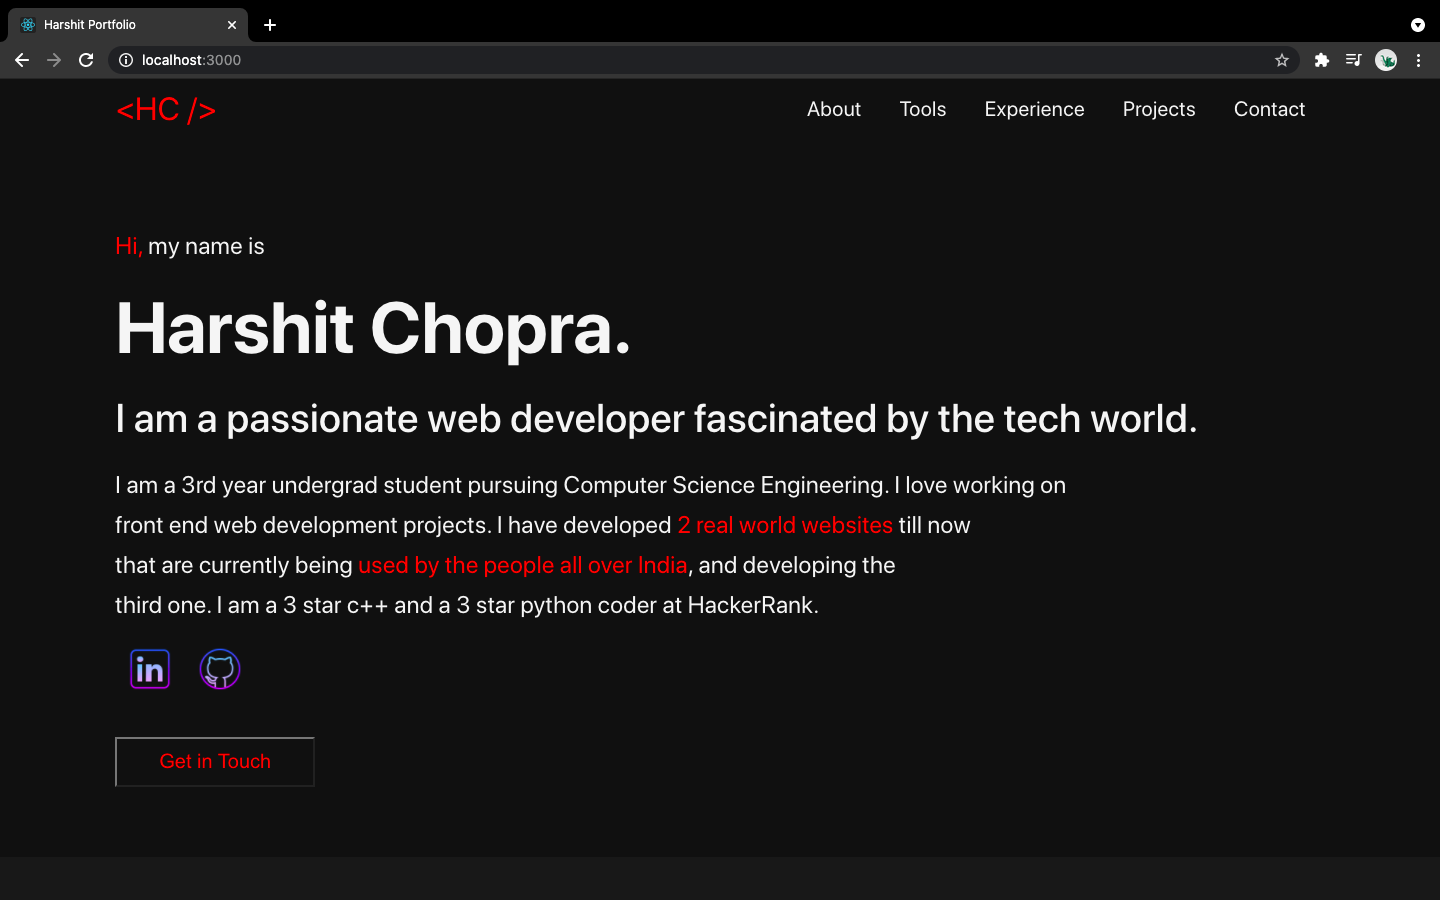 Harshit Portfolio
localhost:3000
<HC />
About Tools Experience Projects Contact
Hi, my name is
Harshit Chopra.
I am a passionate web developer fascinated by the tech world.
I am a 3rd year undergrad student pursuing Computer Science Engineering. I love working on
front end web development projects. I have developed 2 real world websites till now
that are currently being used by the people all over India, and developing the
third one. I am a 3 star c++ and a 3 star python coder at HackerRank.
in
Get in Touch